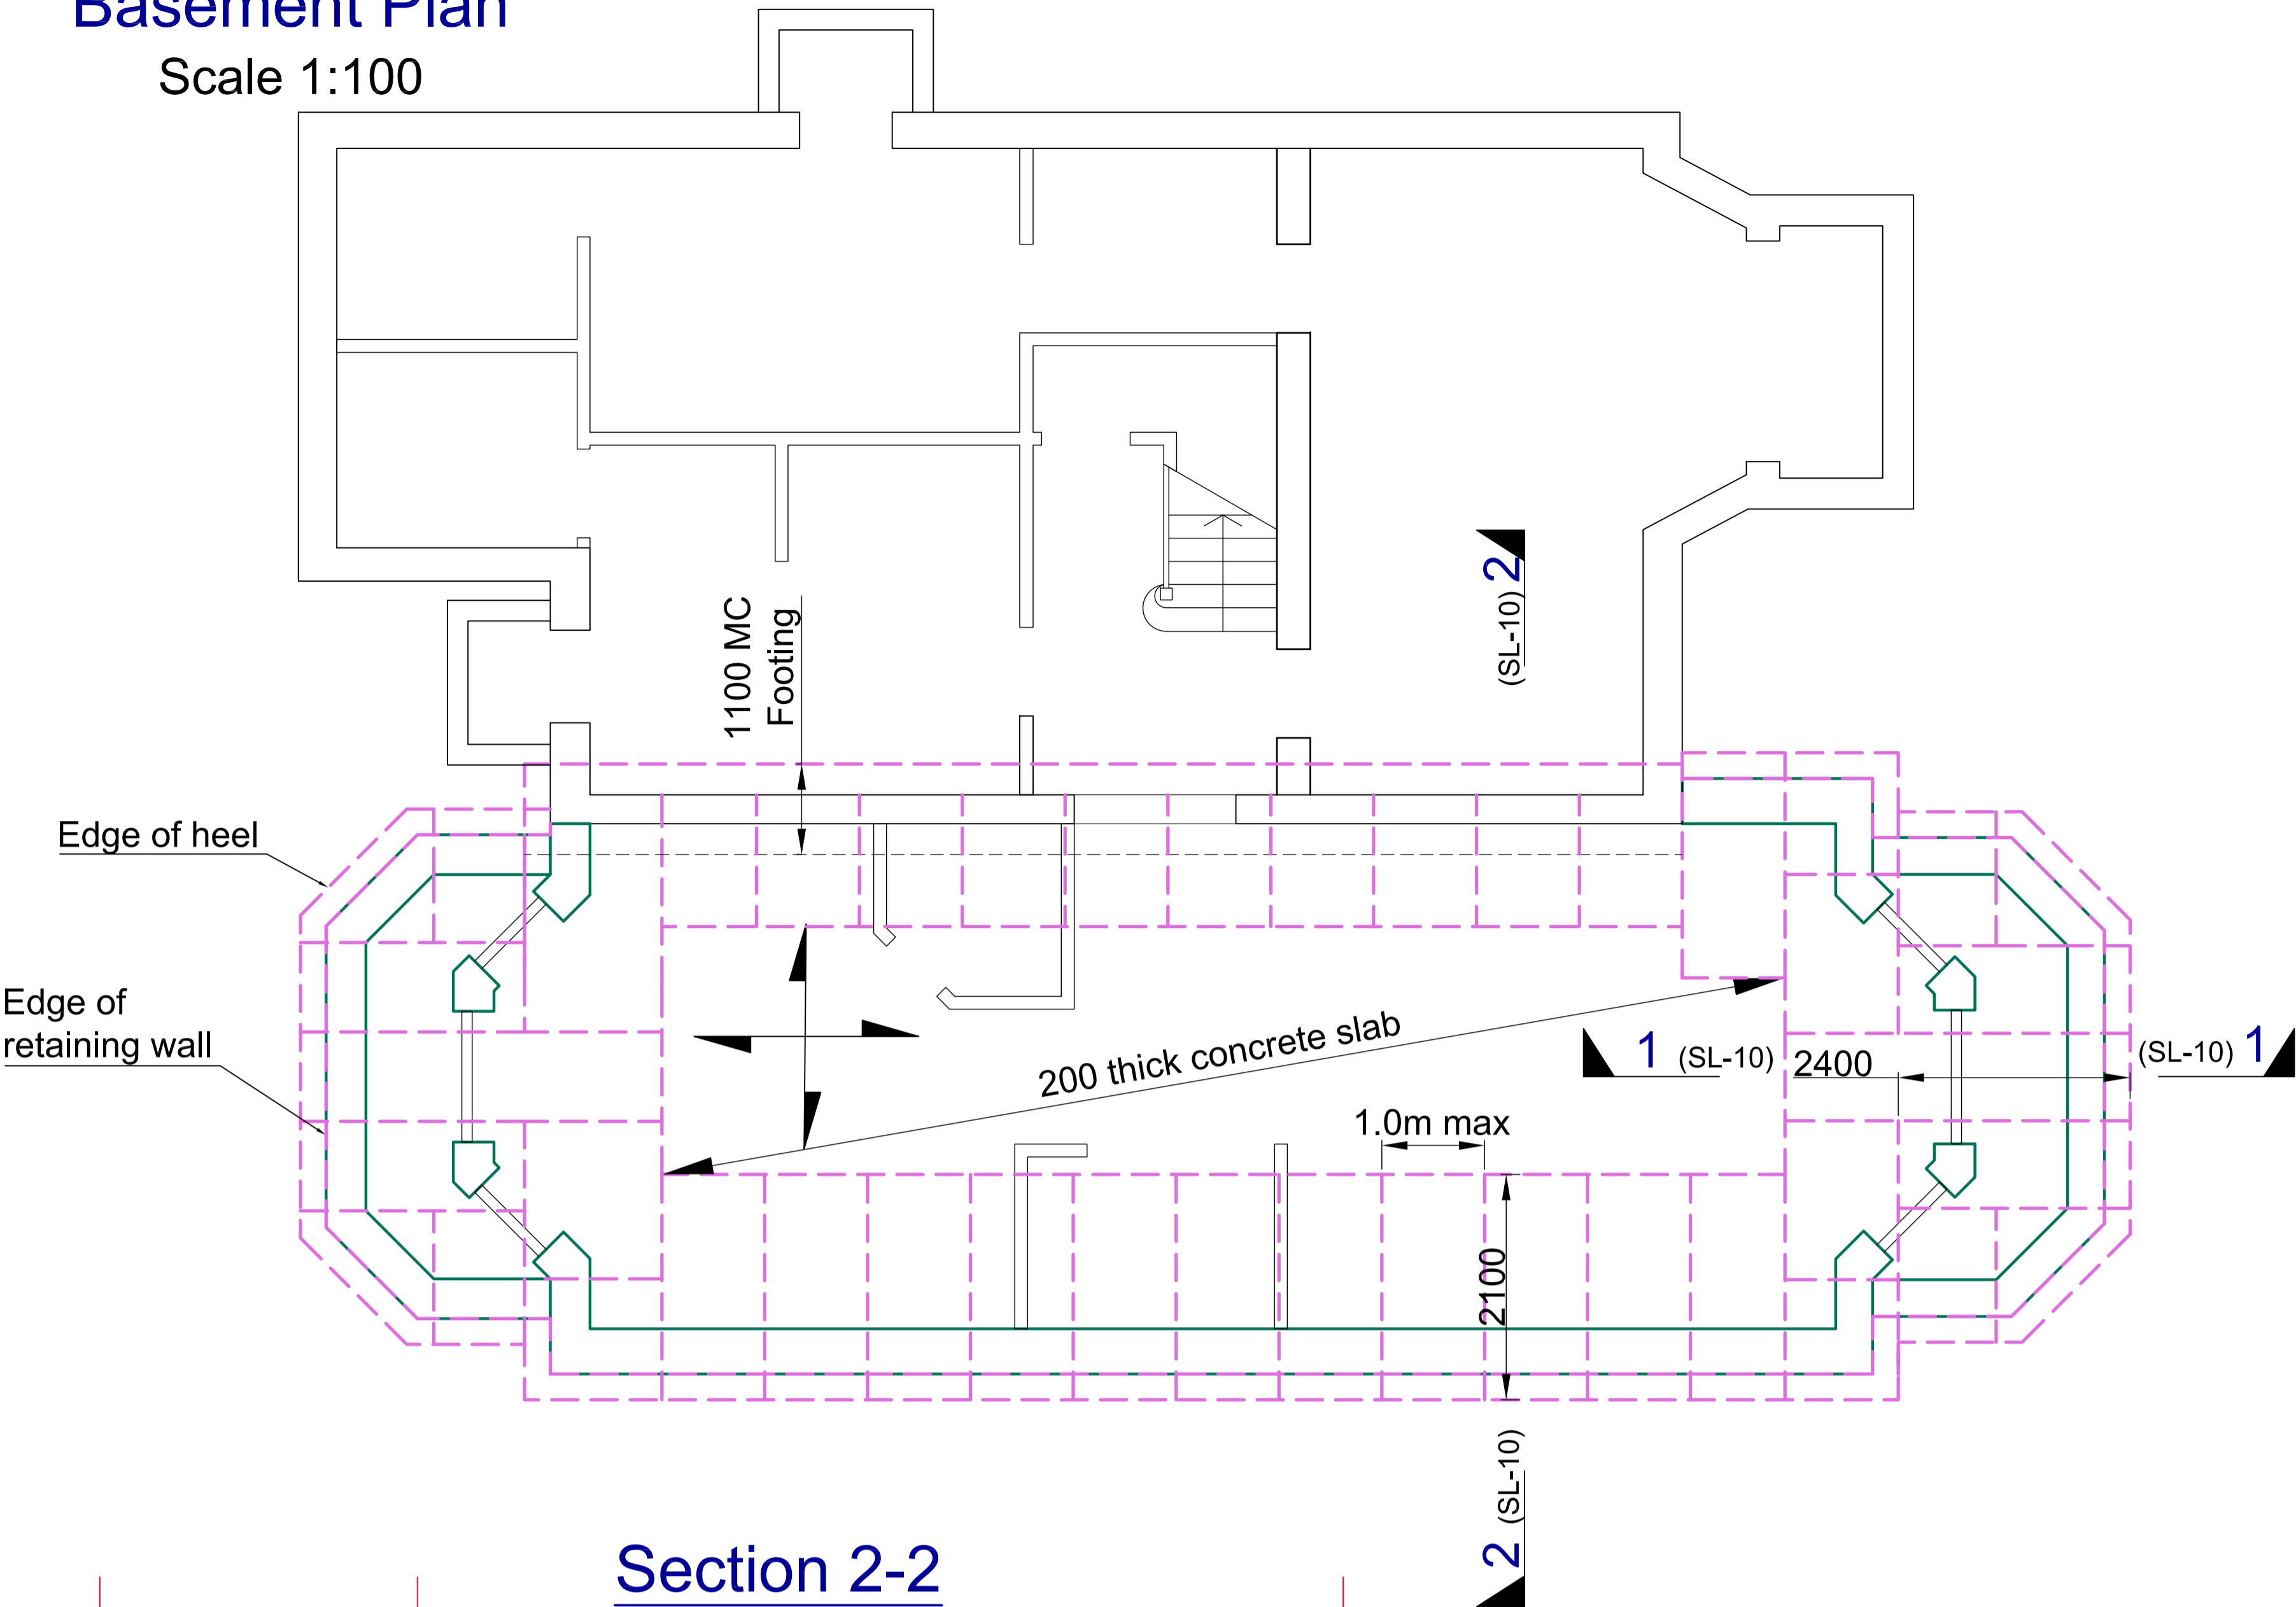 Basement Plan
Scale 1:100
1100 MC
Footing
(SL-10) 2
Edge of heel
Edge of
retaining wall
200 thick concrete slab
1 (SL-10)
2400
(SL-10) 1
1.0m max
2100
2 (SL-10)
Section 2-2